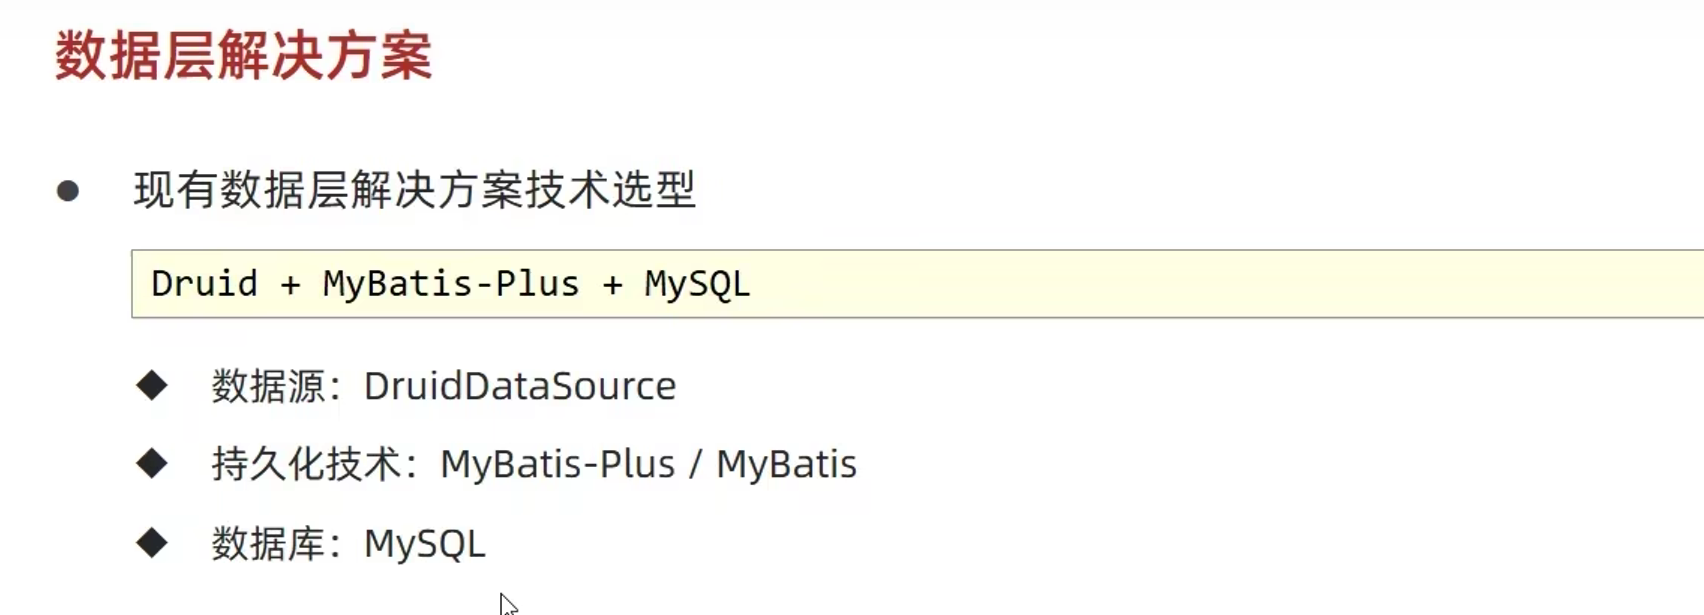 数据层解决方案
● 现有数据层解决方案技术选型
Druid + MyBatis-Plus + MySQL
◆ 数据源：DruidDataSource
◆ 持久化技术：MyBatis-Plus / MyBatis
◆ 数据库：MySQL